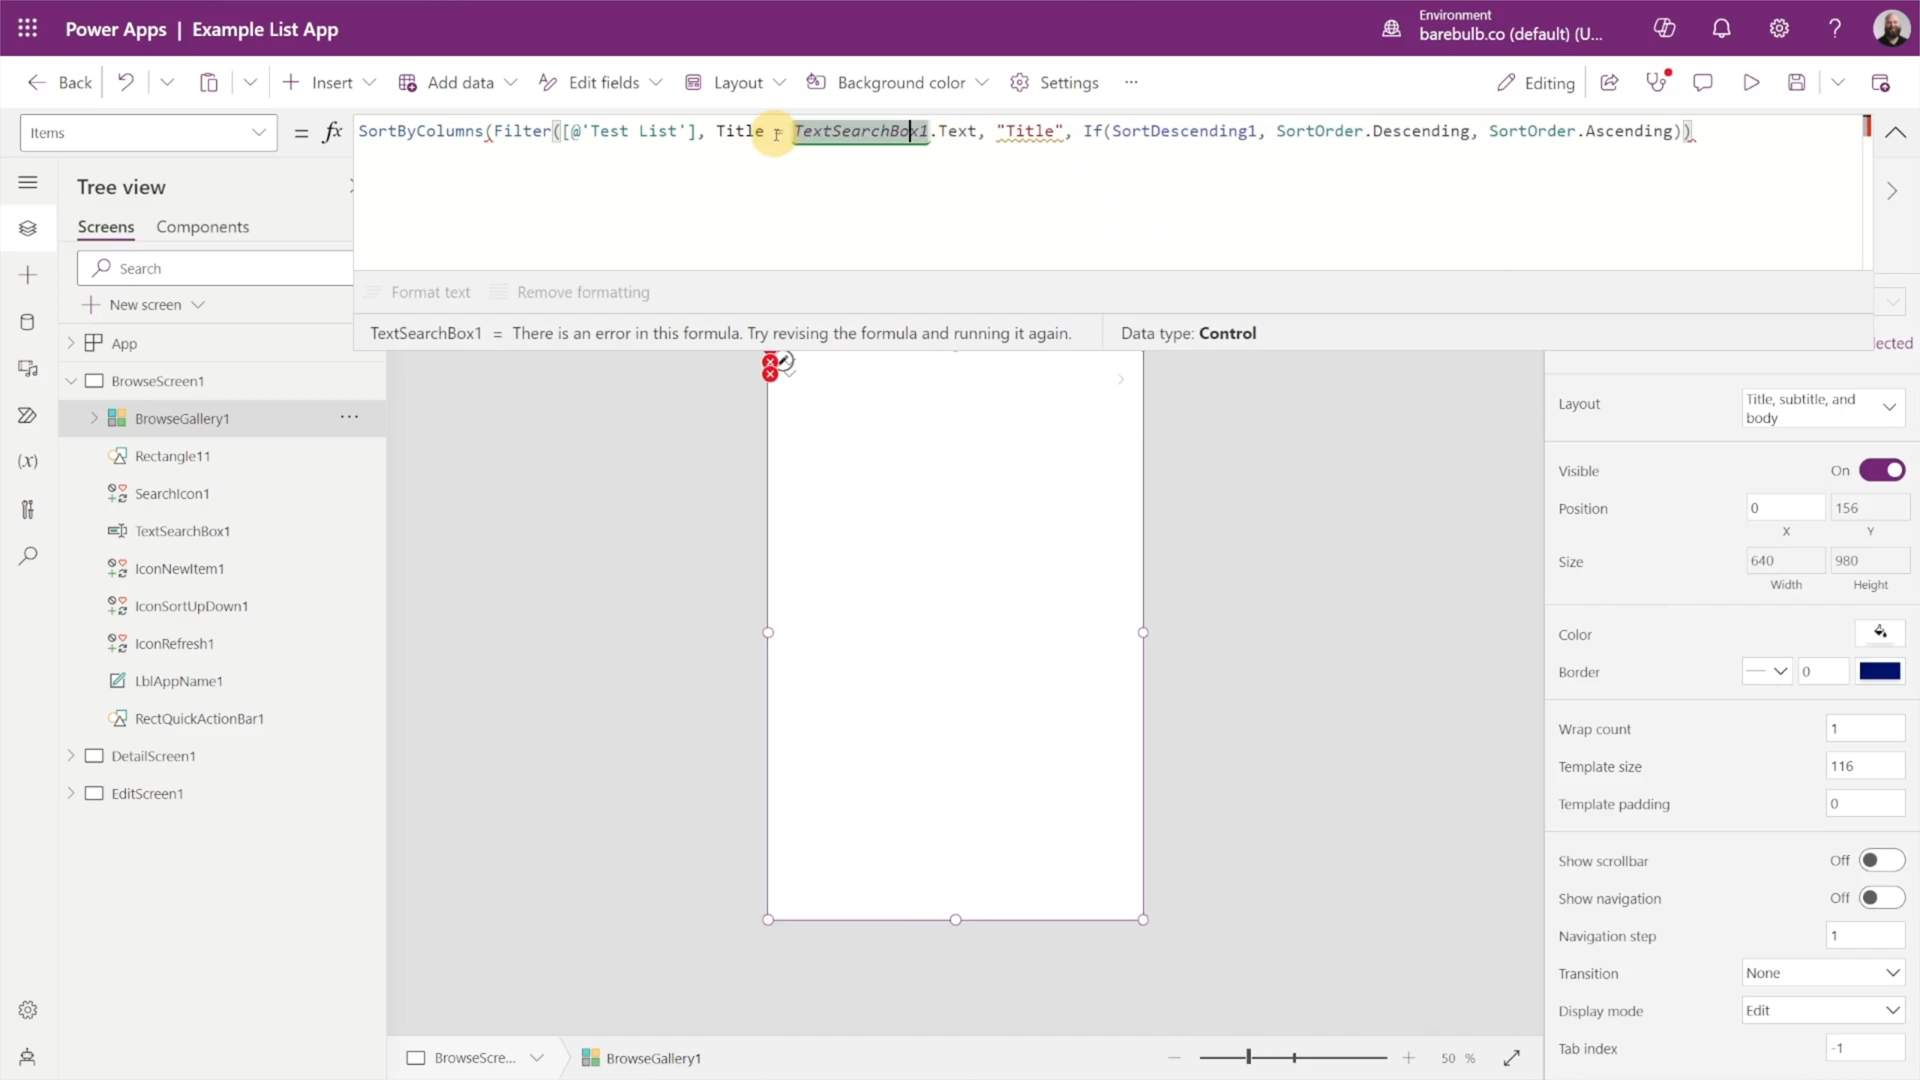 Power Apps | Example List App
Environment
barebulb.co (default) (U...
Back
Insert
Add data
Edit fields
Layout
Background color
Settings
Editing
Items
= fx SortByColumns(Filter([@'Test List'], Title = TextSearchBox1.Text, "Title", If(SortDescending1, SortOrder.Descending, SortOrder.Ascending))
Tree view
Screens
Components
Search
New screen
Format text
Remove formatting
TextSearchBox1 = There is an error in this formula. Try revising the formula and running it again.
Data type: Control
App
lected
BrowseScreen1
BrowseGallery1
Rectangle11
SearchIcon1
TextSearchBox1
IconNewItem1
IconSortUpDown1
IconRefresh1
LblAppName1
RectQuickActionBar1
DetailScreen1
EditScreen1
Layout
Title, subtitle, and
body
Visible
On
Position
0
156
X
Y
Size
640
980
Width
Height
Color
Border
0
Wrap count
1
Template size
116
Template padding
0
Show scrollbar
Off
Show navigation
Off
Navigation step
1
Transition
None
Display mode
Edit
Tab index
-1
BrowseScre...
BrowseGallery1
50 %